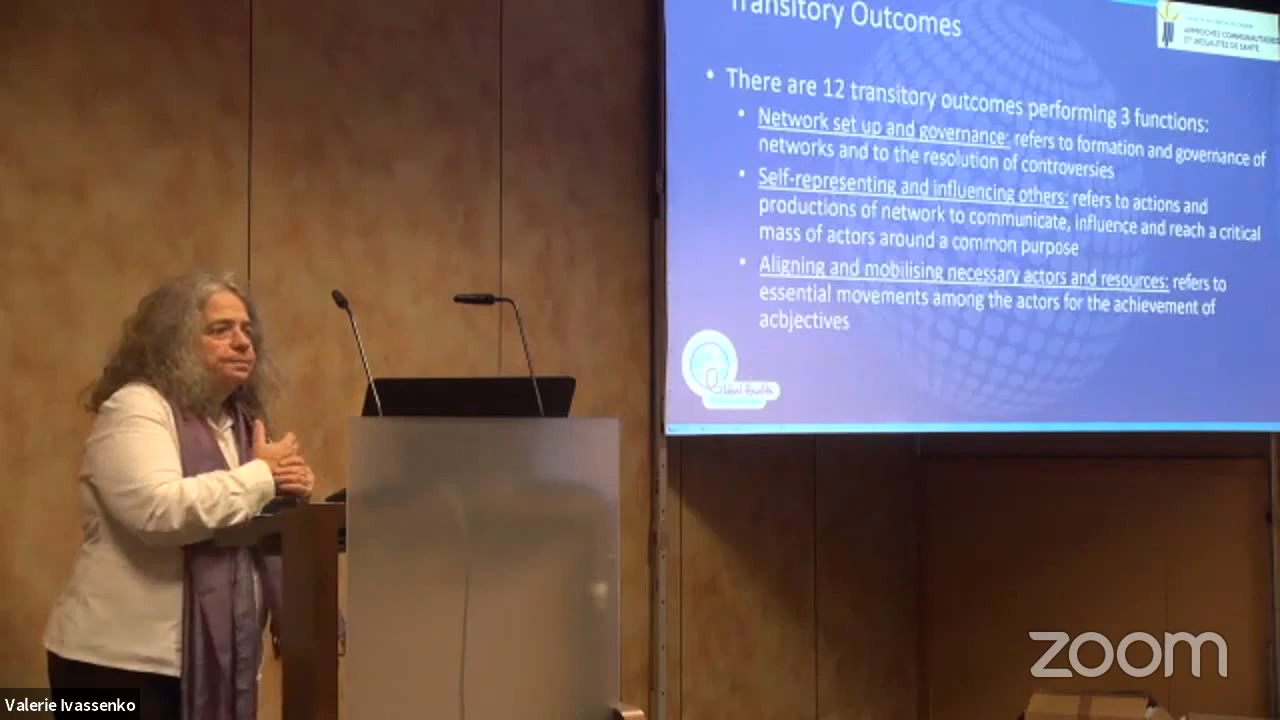 Transitory Outcomes
APPROCHES COMMUNAUTAIRES
ET INÉGALITÉS DE SANTÉ
• There are 12 transitory outcomes performing 3 functions:
• Network set up and governance: refers to formation and governance of
networks and to the resolution of controversies
• Self-representing and influencing others: refers to actions and
productions of network to communicate, influence and reach a critical
mass of actors around a common purpose
• Aligning and mobilising necessary actors and resources: refers to
essential movements among the actors for the achievement of
acbjectives
zoom
Valerie Ivassenko